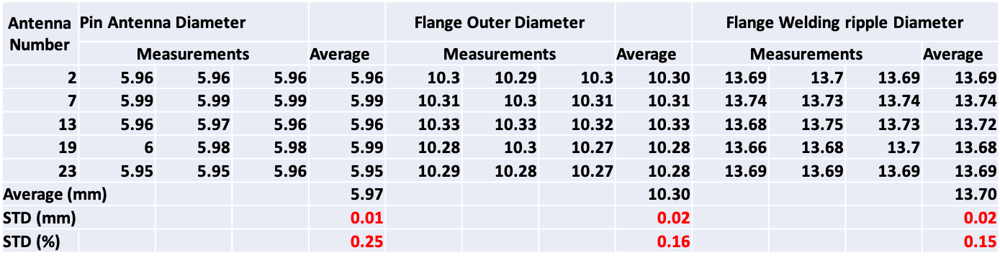 Antenna Number Pin Antenna Diameter Flange Outer Diameter Flange Welding ripple Diameter
Measurements Average Measurements Average Measurements Average
2 5.96 5.96 5.96 5.96 10.3 10.29 10.3 10.30 13.69 13.7 13.69 13.69
7 5.99 5.99 5.99 5.99 10.31 10.3 10.31 10.31 13.74 13.73 13.74 13.74
13 5.96 5.97 5.96 5.96 10.33 10.33 10.32 10.33 13.68 13.75 13.73 13.72
19 6 5.98 5.98 5.99 10.28 10.3 10.27 10.28 13.66 13.68 13.7 13.68
23 5.95 5.95 5.96 5.95 10.29 10.28 10.27 10.28 13.69 13.69 13.69 13.69
Average (mm) 5.97 10.30 13.70
STD (mm) 0.01 0.02 0.02
STD (%) 0.25 0.16 0.15